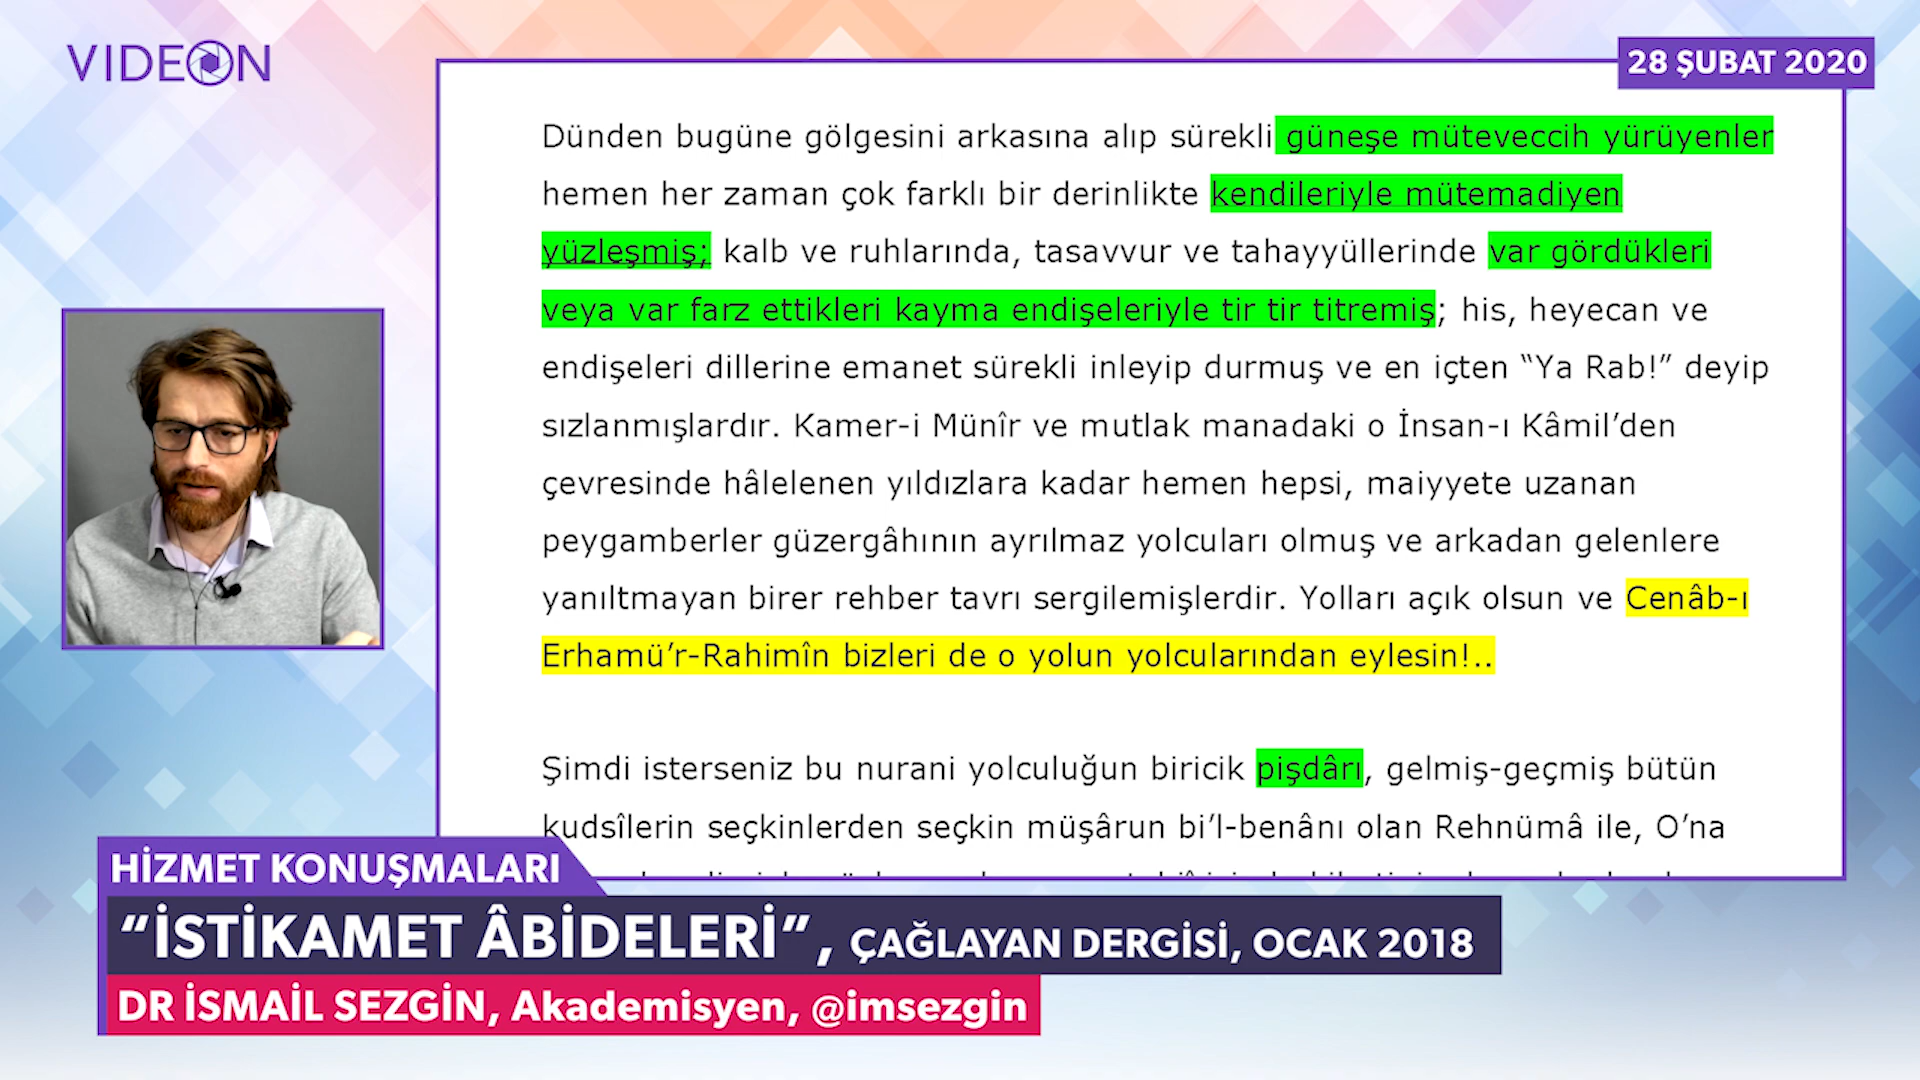 VIDEON
28 ŞUBAT 2020
Dünden bugüne gölgesini arkasına alıp sürekli güneşe müteveccih yürüyenler
hemen her zaman çok farklı bir derinlikte kendileriyle mütemadiyen
yüzleşmiş; kalb ve ruhlarında, tasavvur ve tahayyüllerinde var gördükleri
veya var farz ettikleri kayma endişeleriyle tir tir titremiş; his, heyecan ve
endişeleri dillerine emanet sürekli inleyip durmuş ve en içten “Ya Rab!” deyip
sızlanmışlardır. Kamer-i Münîr ve mutlak manadaki o İnsan-ı Kâmil’den
çevresinde hâlelenen yıldızlara kadar hemen hepsi, maiyyete uzanan
peygamberler güzergâhının ayrılmaz yolcuları olmuş ve arkadan gelenlere
yanıltmayan birer rehber tavrı sergilemişlerdir. Yolları açık olsun ve Cenâb-ı
Erhamü’r-Rahimîn bizleri de o yolun yolcularından eylesin!..
Şimdi isterseniz bu nurani yolculuğun biricik pişdârı, gelmiş-geçmiş bütün
kudsîlerin seçkinlerden seçkin müşârun bi’l-benânı olan Rehnümâ ile, O’na
HİZMET KONUŞMALARI
“İSTİKAMET ÂBİDELERİ”, ÇAĞLAYAN DERGİSİ, OCAK 2018
DR İSMAİL SEZGİN, Akademisyen, @imsezgin